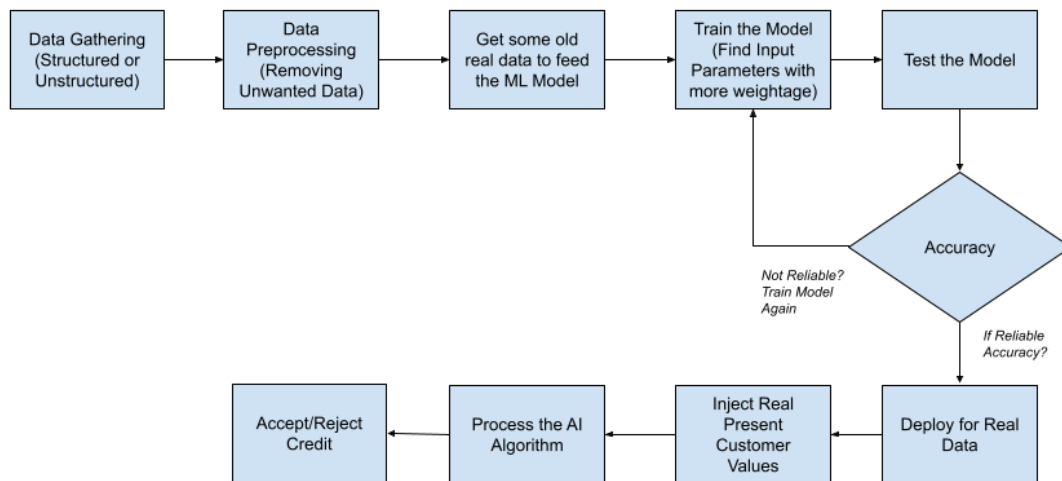 Data Gathering
(Structured or
Unstructured)
Data
Preprocessing
(Removing
Unwanted Data)
Get some old
real data to feed
the ML Model
Train the Model
(Find Input
Parameters with
more weightage)
Test the Model
Accuracy
Not Reliable?
Train Model
Again
If Reliable
Accuracy?
Deploy for Real
Data
Inject Real
Present
Customer
Values
Process the AI
Algorithm
Accept/Reject
Credit